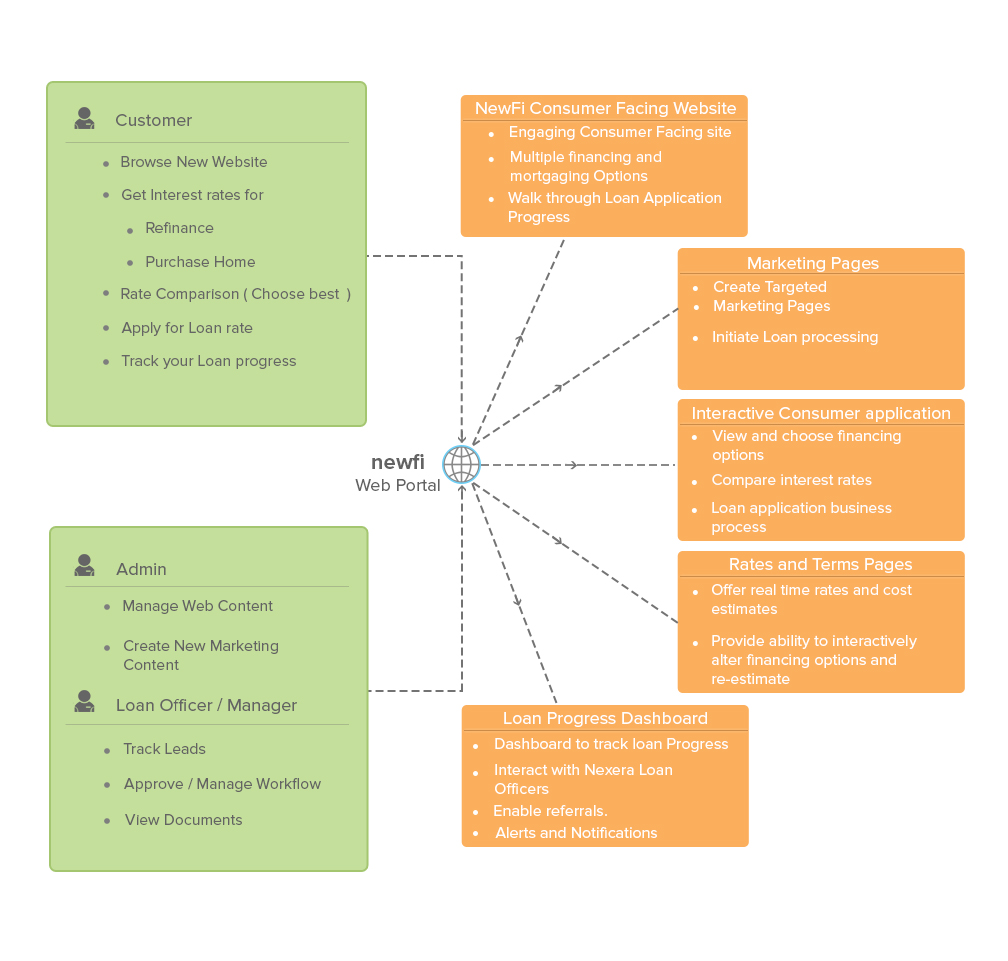 Customer
Browse New Website
Get Interest rates for
Refinance
Purchase Home
Rate Comparison ( Choose best )
Apply for Loan rate
Track your Loan progress
NewFi Consumer Facing Website
Engaging Consumer Facing site
Multiple financing and
mortgaging Options
Walk through Loan Application
Progress
Marketing Pages
Create Targeted
Marketing Pages
Initiate Loan processing
Interactive Consumer application
View and choose financing
options
Compare interest rates
Loan application business
process
newfi
Web Portal
Admin
Manage Web Content
Create New Marketing
Content
Loan Officer / Manager
Track Leads
Approve / Manage Workflow
View Documents
Rates and Terms Pages
Offer real time rates and cost
estimates
Provide ability to interactively
alter financing options and
re-estimate
Loan Progress Dashboard
Dashboard to track loan Progress
Interact with Nexera Loan
Officers
Enable referrals.
Alerts and Notifications